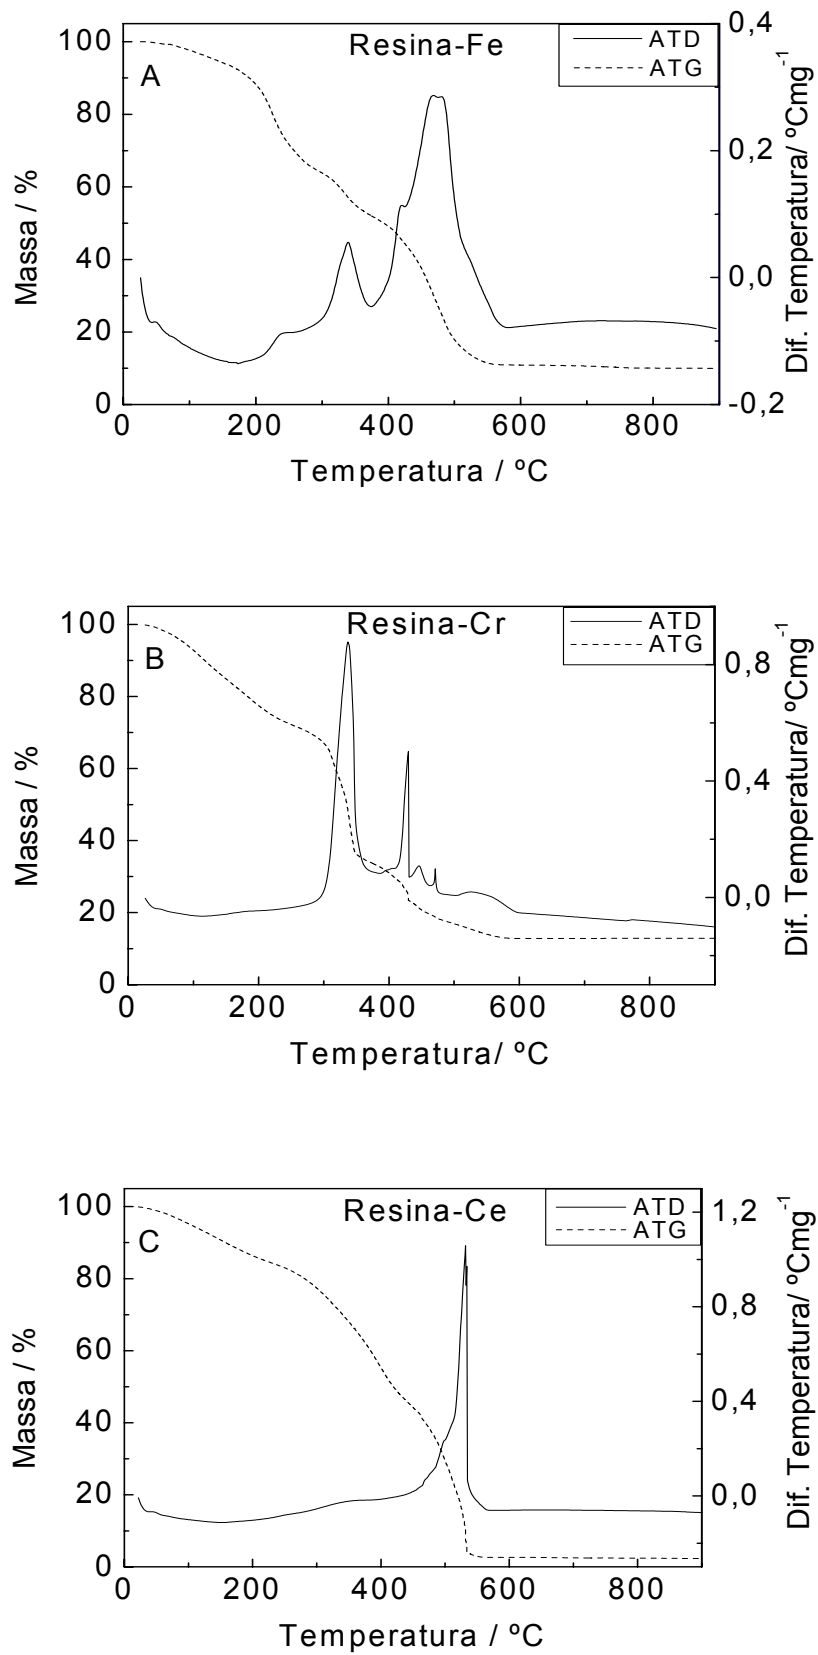 Resina-Fe
ATD
ATG
A
100
80
60
40
20
0
Massa / %
0,4
0,2
0,0
-0,2
Dif. Temperatura/ ºCmg-1
0 200 400 600 800
Temperatura / ºC
Resina-Cr
ATD
ATG
B
100
80
60
40
20
0
Massa / %
0,8
0,4
0,0
Dif. Temperatura/ ºCmg-1
0 200 400 600 800
Temperatura/ ºC
Resina-Ce
ATD
ATG
C
100
80
60
40
20
0
Massa / %
1,2
0,8
0,4
0,0
Dif. Temperatura/ ºCmg-1
0 200 400 600 800
Temperatura / ºC